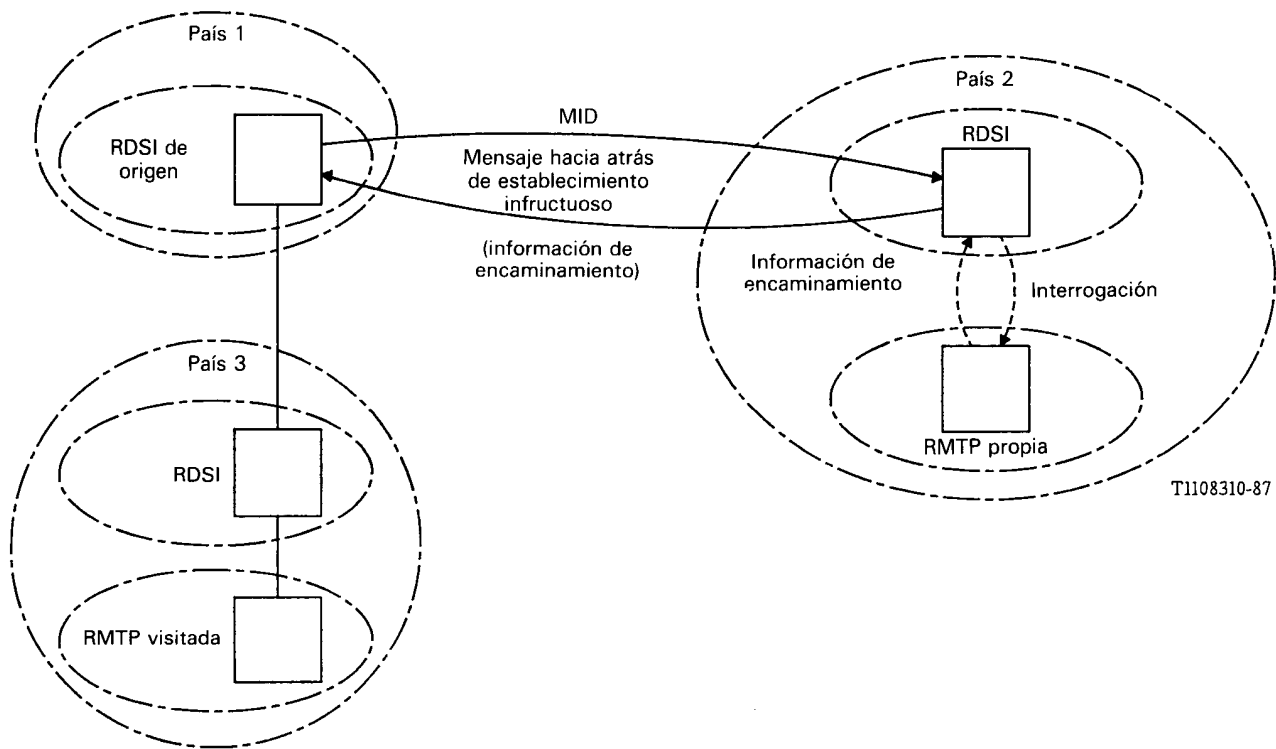 País 1
RDSI de
origen
MID
Mensaje hacia atrás
de establecimiento
infructuoso
(información de
encaminamiento)
País 2
RDSI
Información de
encaminamiento
Interrogación
RMTP propia
T1108310-87
País 3
RDSI
RMTP visitada